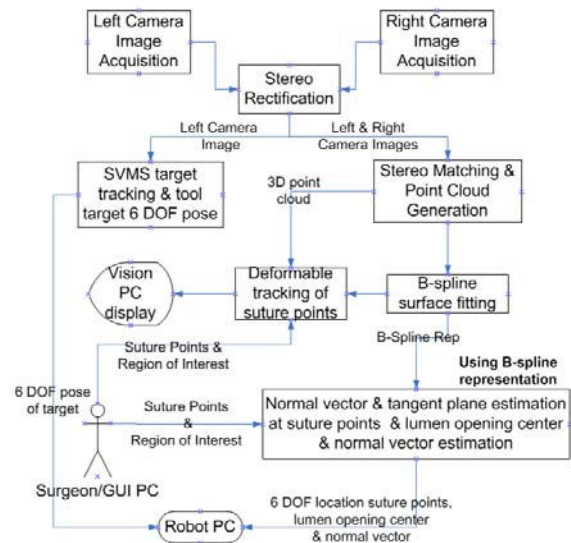 Left Camera
Image
Acquisition
Right Camera
Image
Acquisition
Stereo
Rectification
Left Camera
Image
Left & Right
Camera Images
SVMS target
tracking & tool
target 6 DOF pose
3D point
cloud
Stereo Matching &
Point Cloud
Generation
Vision
PC
display
Deformable
tracking of
suture points
B-spline
surface fitting
Suture Points &
Region of Interest
B-Spline Rep
Using B-spline
representation
6 DOF pose
of target
Suture Points
&
Region of Interest
Normal vector & tangent plane estimation
at suture points & lumen opening center
& normal vector estimation
Surgeon/GUI PC
Robot PC
6 DOF location suture points,
lumen opening center
& normal vector